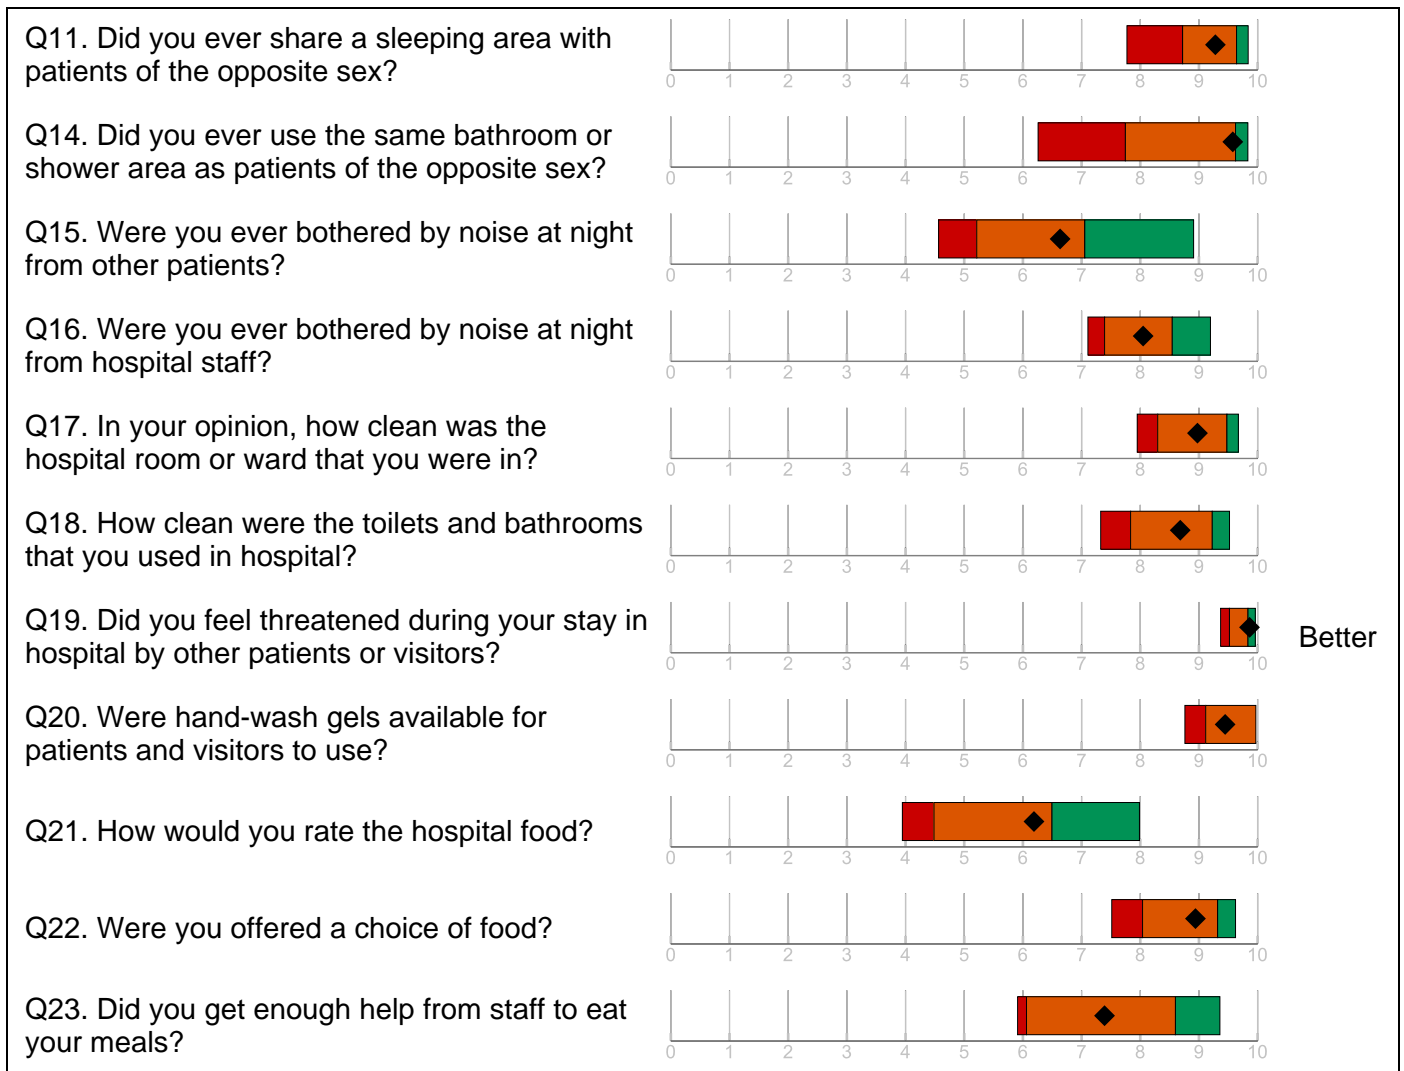 Q11. Did you ever share a sleeping area with
patients of the opposite sex?
0 1 2 3 4 5 6 7 8 9 10
Q14. Did you ever use the same bathroom or
shower area as patients of the opposite sex?
0 1 2 3 4 5 6 7 8 9 10
Q15. Were you ever bothered by noise at night
from other patients?
0 1 2 3 4 5 6 7 8 9 10
Q16. Were you ever bothered by noise at night
from hospital staff?
0 1 2 3 4 5 6 7 8 9 10
Q17. In your opinion, how clean was the
hospital room or ward that you were in?
0 1 2 3 4 5 6 7 8 9 10
Q18. How clean were the toilets and bathrooms
that you used in hospital?
0 1 2 3 4 5 6 7 8 9 10
Q19. Did you feel threatened during your stay in
hospital by other patients or visitors?
0 1 2 3 4 5 6 7 8 9 10
Better
Q20. Were hand-wash gels available for
patients and visitors to use?
0 1 2 3 4 5 6 7 8 9 10
Q21. How would you rate the hospital food?
0 1 2 3 4 5 6 7 8 9 10
Q22. Were you offered a choice of food?
0 1 2 3 4 5 6 7 8 9 10
Q23. Did you get enough help from staff to eat
your meals?
0 1 2 3 4 5 6 7 8 9 10